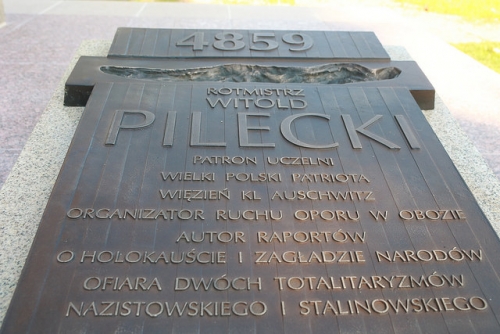 4859
ROTMISTRZ
WITOLD
PILECKI
PATRON UCZELNI
WIELKI POLSKI PATRIOTA
WIĘZIEŃ KL AUSCHWITZ
ORGANIZATOR RUCHU OPORU W OBOZIE
AUTOR RAPORTÓW
O HOLOKAUŚCIE I ZAGŁADZIE NARODÓW
OFIARA DWÓCH TOTALITARYZMÓW
NAZISTOWSKIEGO I STALINOWSKIEGO